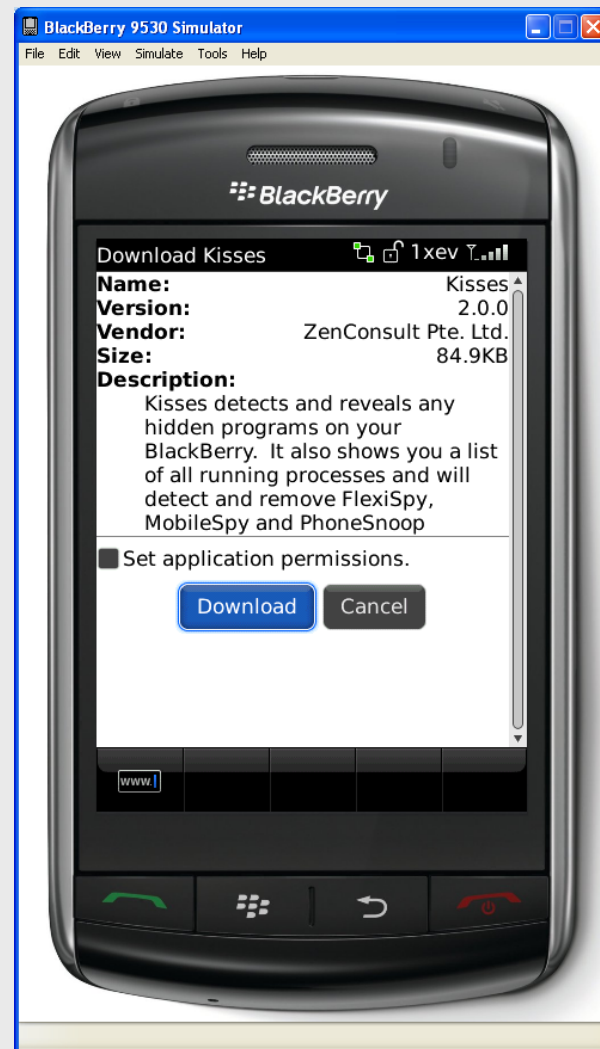 BlackBerry 9530 Simulator
File Edit View Simulate Tools Help
BlackBerry
Download Kisses 1xev
Name: Kisses
Version: 2.0.0
Vendor: ZenConsult Pte. Ltd.
Size: 84.9KB
Description:
Kisses detects and reveals any
hidden programs on your
BlackBerry. It also shows you a list
of all running processes and will
detect and remove FlexiSpy,
MobileSpy and PhoneSnoop
Set application permissions.
Download Cancel
www.